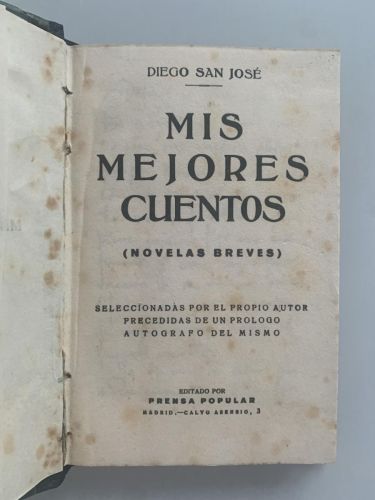 DIEGO SAN JOSÉ
MIS
MEJORES
CUENTOS
(NOVELAS BREVES)
SELECCIONADAS POR EL PROPIO AUTOR
PRECEDIDAS DE UN PROLOGO
AUTOGRAFO DEL MISMO
EDITADO POR
PRENSA POPULAR
MADRID.—CALVO ASENSIO, 3